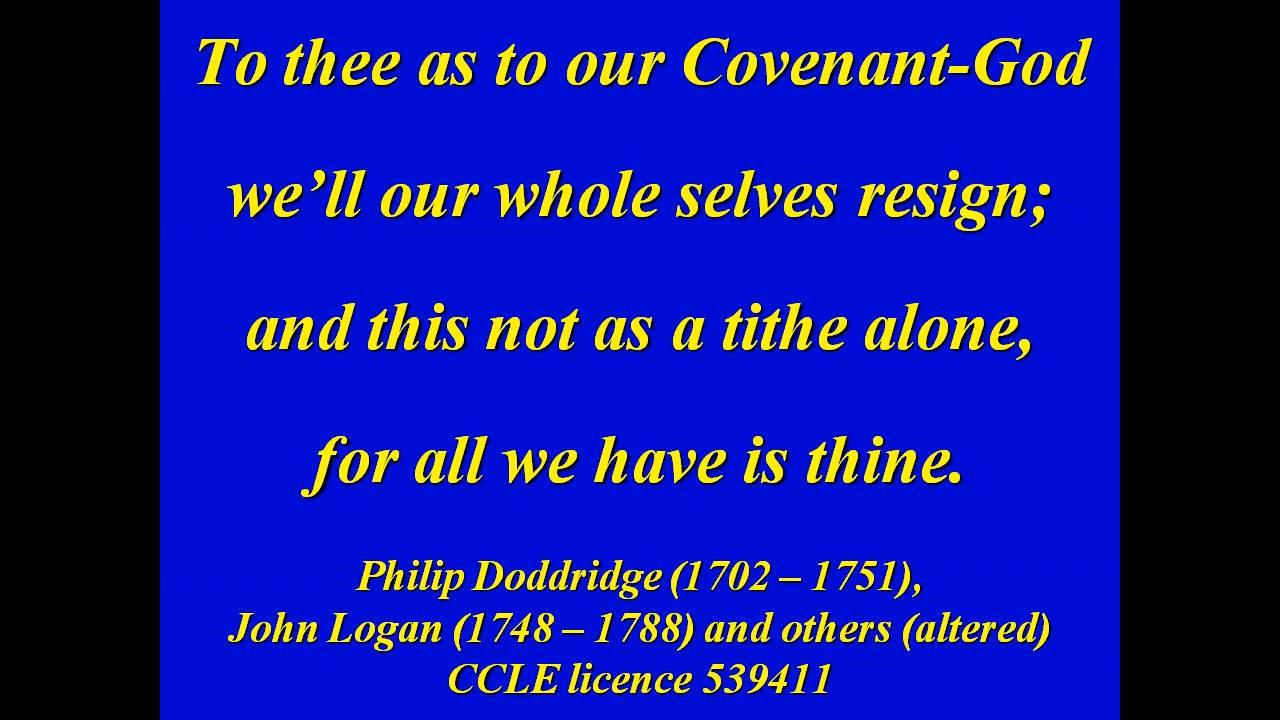 To thee as to our Covenant-God
we’ll our whole selves resign;
and this not as a tithe alone,
for all we have is thine.
Philip Doddridge (1702 – 1751),
John Logan (1748 – 1788) and others (altered)
CCLE licence 539411